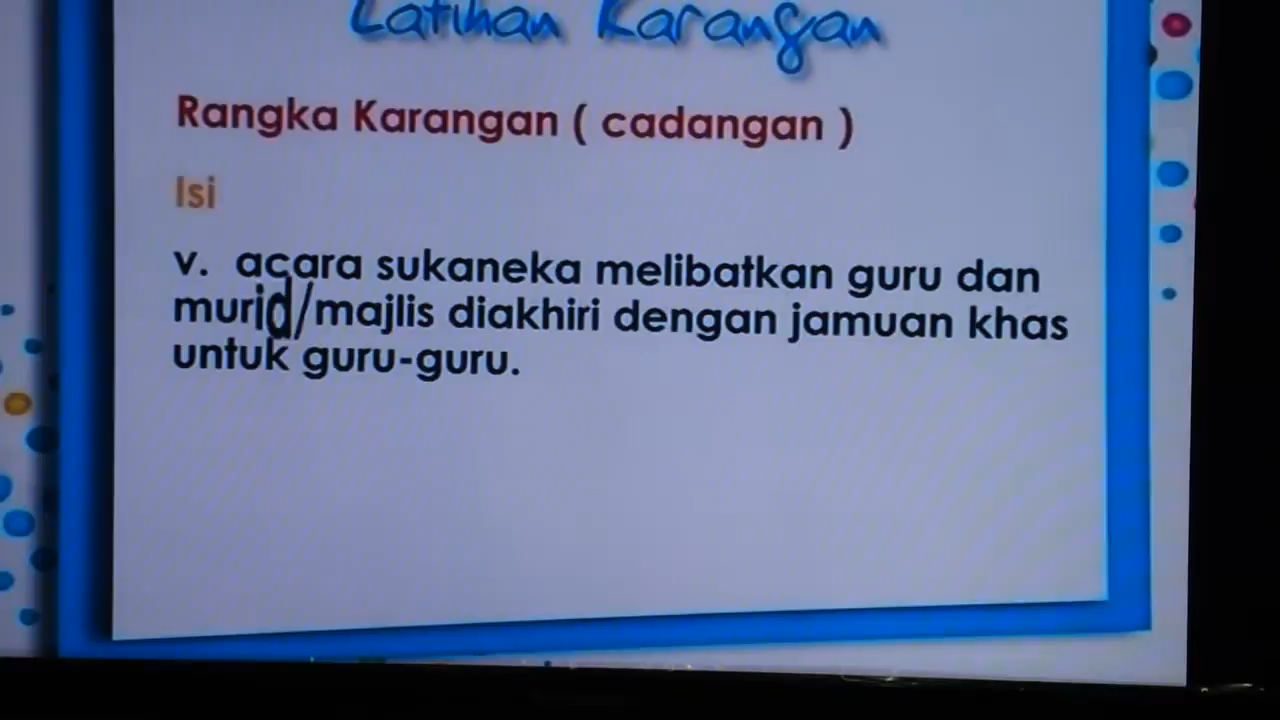 Latihan Karangan
Rangka Karangan ( cadangan )
Isi
v. acara sukaneka melibatkan guru dan
murid/majlis diakhiri dengan jamuan khas
untuk guru-guru.